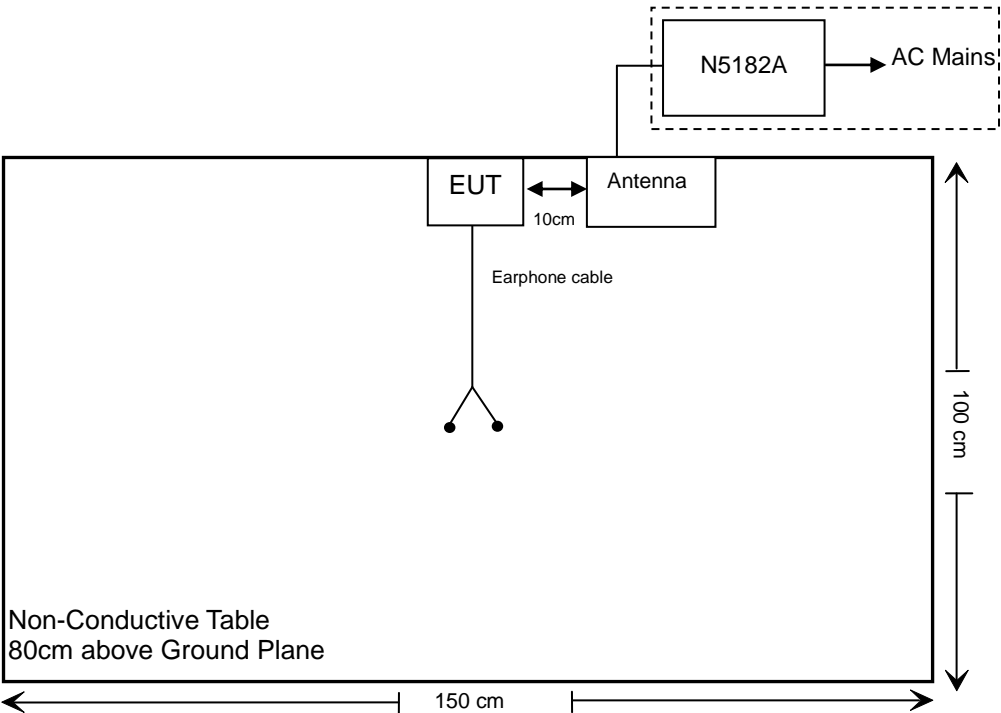 N5182A
AC Mains
EUT
Antenna
10cm
Earphone cable
100 cm
Non-Conductive Table
80cm above Ground Plane
150 cm